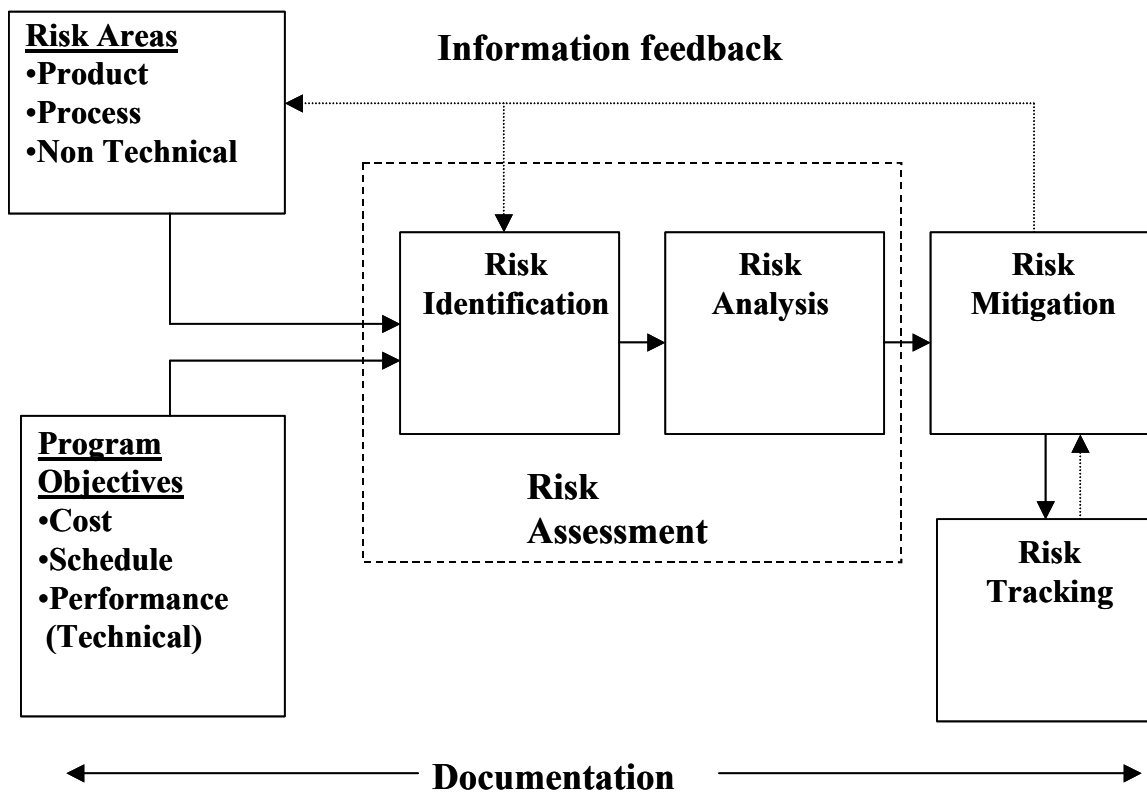 Risk Areas
•Product
•Process
•Non Technical
Information feedback
Risk
Identification
Risk
Analysis
Risk
Mitigation
Program
Objectives
•Cost
•Schedule
•Performance
(Technical)
Risk
Assessment
Risk
Tracking
Documentation